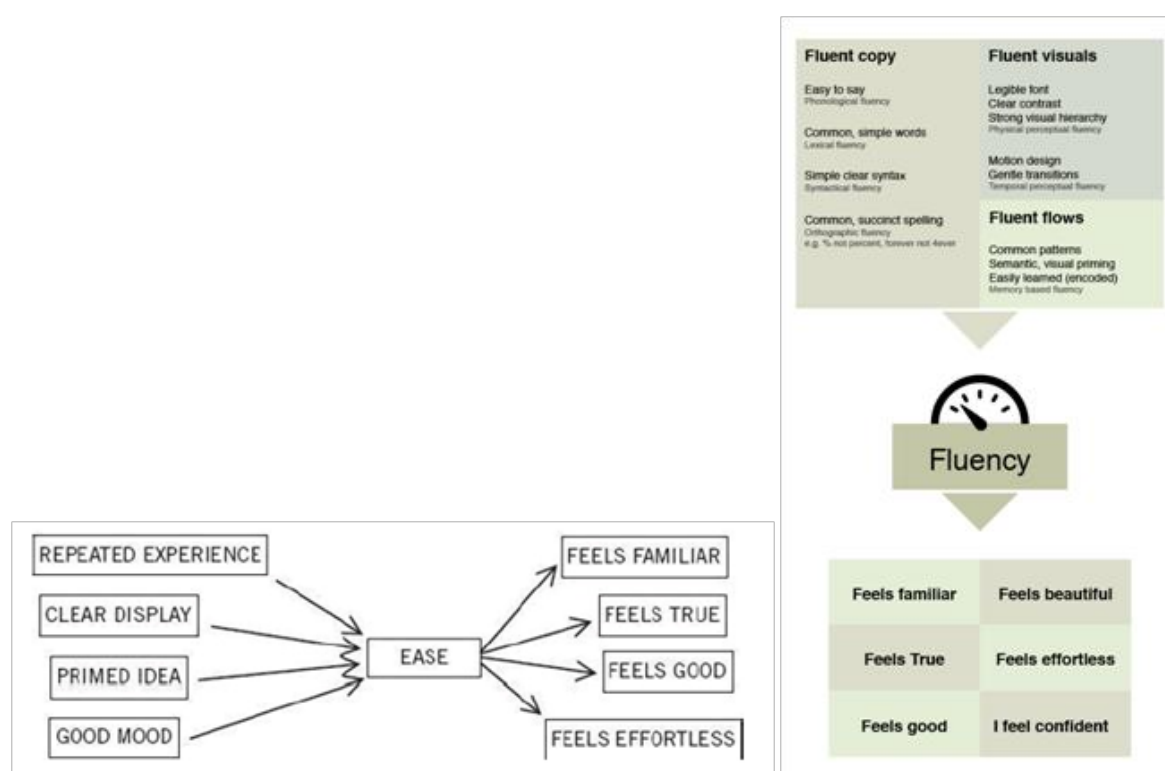 REPEATED EXPERIENCE
CLEAR DISPLAY
PRIMED IDEA
GOOD MOOD
EASE
FEELS FAMILIAR
FEELS TRUE
FEELS GOOD
FEELS EFFORTLESS
Fluent copy
Easy to say
Phonological fluency
Common, simple words
Lexical fluency
Simple clear syntax
Syntactical fluency
Common, succinct spelling
Orthographic fluency
e.g. % not percent, forever not 4ever
Fluent visuals
Legible font
Clear contrast
Strong visual hierarchy
Physical perceptual fluency
Motion design
Gentle transitions
Temporal perceptual fluency
Fluent flows
Common patterns
Semantic, visual priming
Easily learned (encoded)
Memory based fluency
Fluency
Feels familiar
Feels beautiful
Feels True
Feels effortless
Feels good
I feel confident